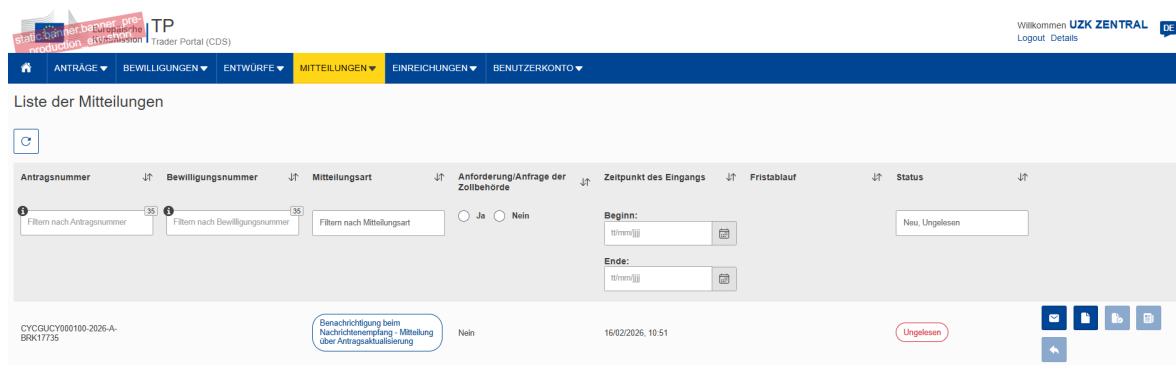 static.banner.banner_pre-
production
Europäische
Kommission
TP
Trader Portal (CDS)
Willkommen UZK ZENTRAL
Logout Details
DE
ANTRÄGE BEWILLIGUNGEN ENTWÜRFE MITTEILUNGEN EINREICHUNGEN BENUTZERKONTO
Liste der Mitteilungen
Antragsnummer Bewilligungsnummer Mitteilungsart Anforderung/Anfrage der Zeitpunkt des Eingangs Fristablauf Status
Zollbehörde
35 35
Filtern nach Antragsnummer Filtern nach Bewilligungsnummer Filtern nach Mitteilungsart Ja Nein Beginn: Neu, Ungelesen
tt/mm/jjjj
Ende:
tt/mm/jjjj
CYCGUCY000100-2026-A-
BRK17735
Benachrichtigung beim
Nachrichtenempfang - Mitteilung
über Antragsaktualisierung
Nein
16/02/2026, 10:51
Ungelesen